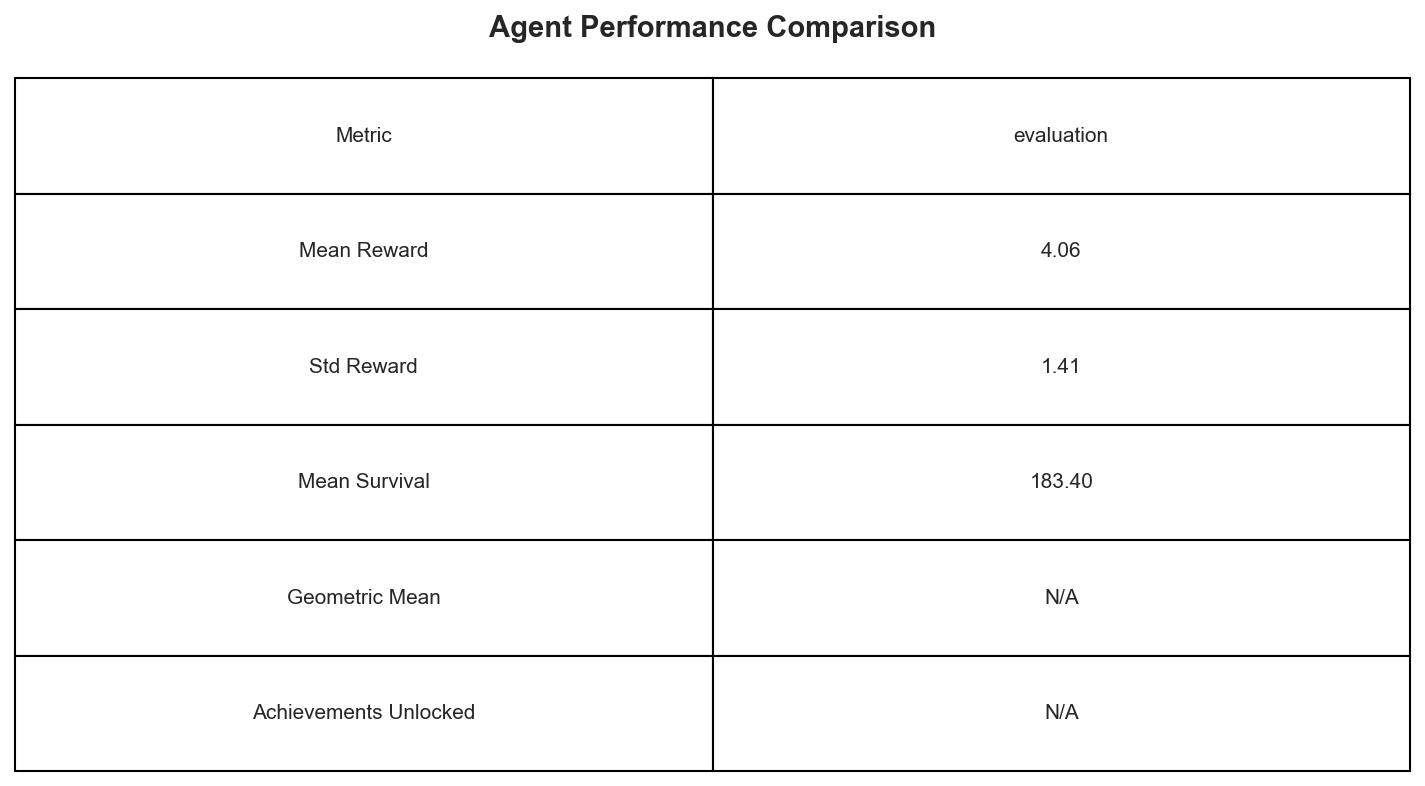 Agent Performance Comparison
Metric evaluation
Mean Reward 4.06
Std Reward 1.41
Mean Survival 183.40
Geometric Mean N/A
Achievements Unlocked N/A